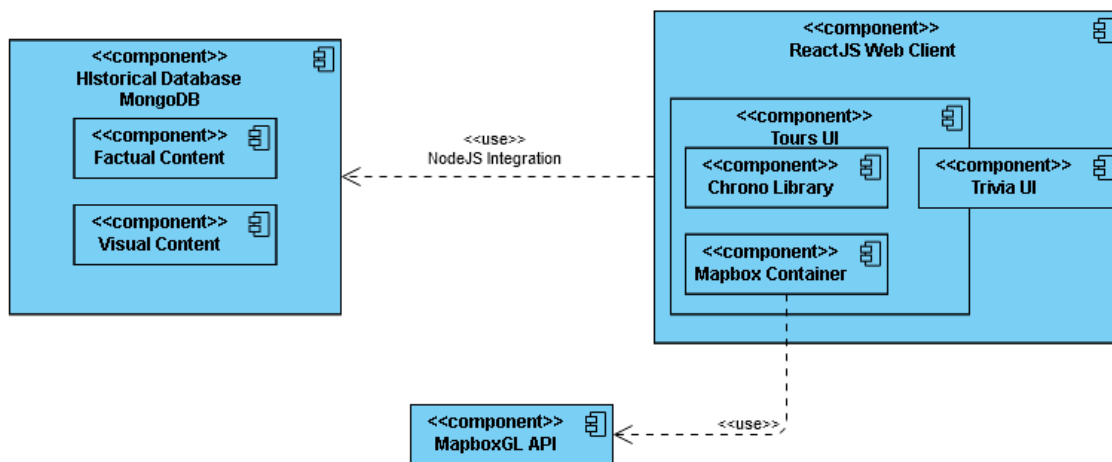 <<component>>
HIstorical Database
MongoDB
<<component>>
Factual Content
<<component>>
Visual Content
<<use>>
NodeJS Integration
<<component>>
ReactJS Web Client
<<component>>
Tours UI
<<component>>
Chrono Library
<<component>>
Trivia UI
<<component>>
Mapbox Container
<<component>>
MapboxGL API
<<use>>